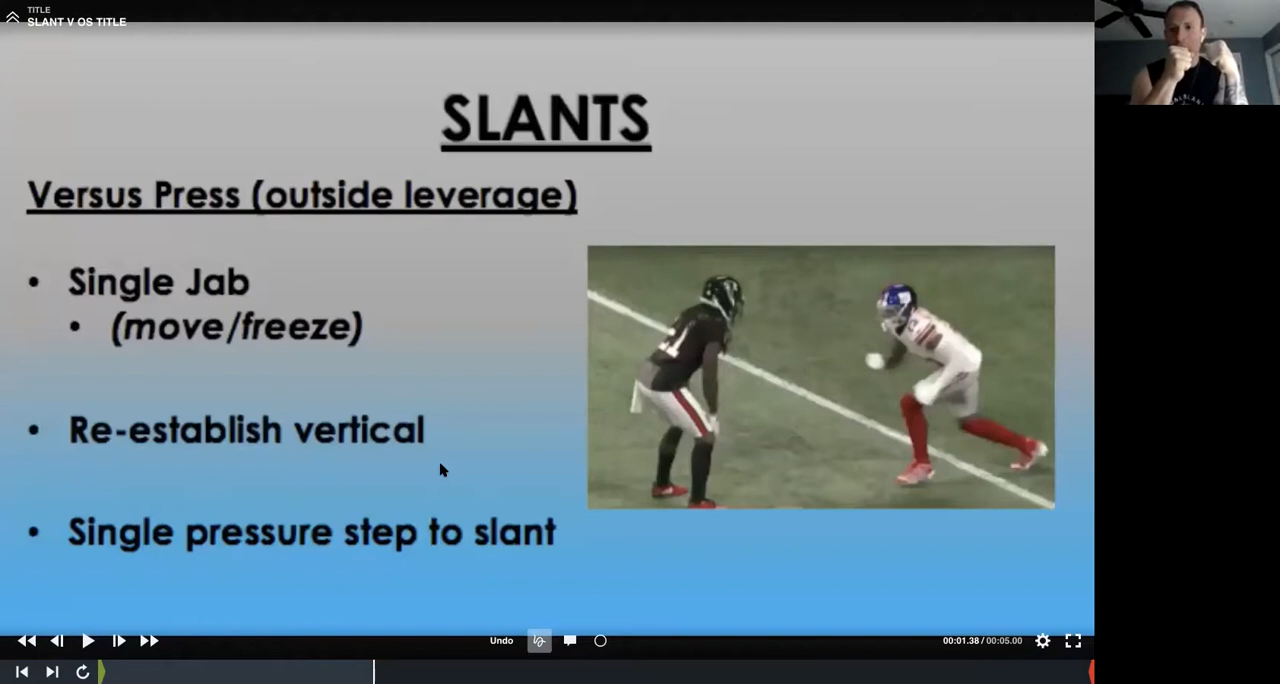 TITLE
SLANT V OS TITLE
SLANTS
Versus Press (outside leverage)
• Single Jab
• (move/freeze)
• Re-establish vertical
• Single pressure step to slant
Undo
00:01.38 / 00:05.00